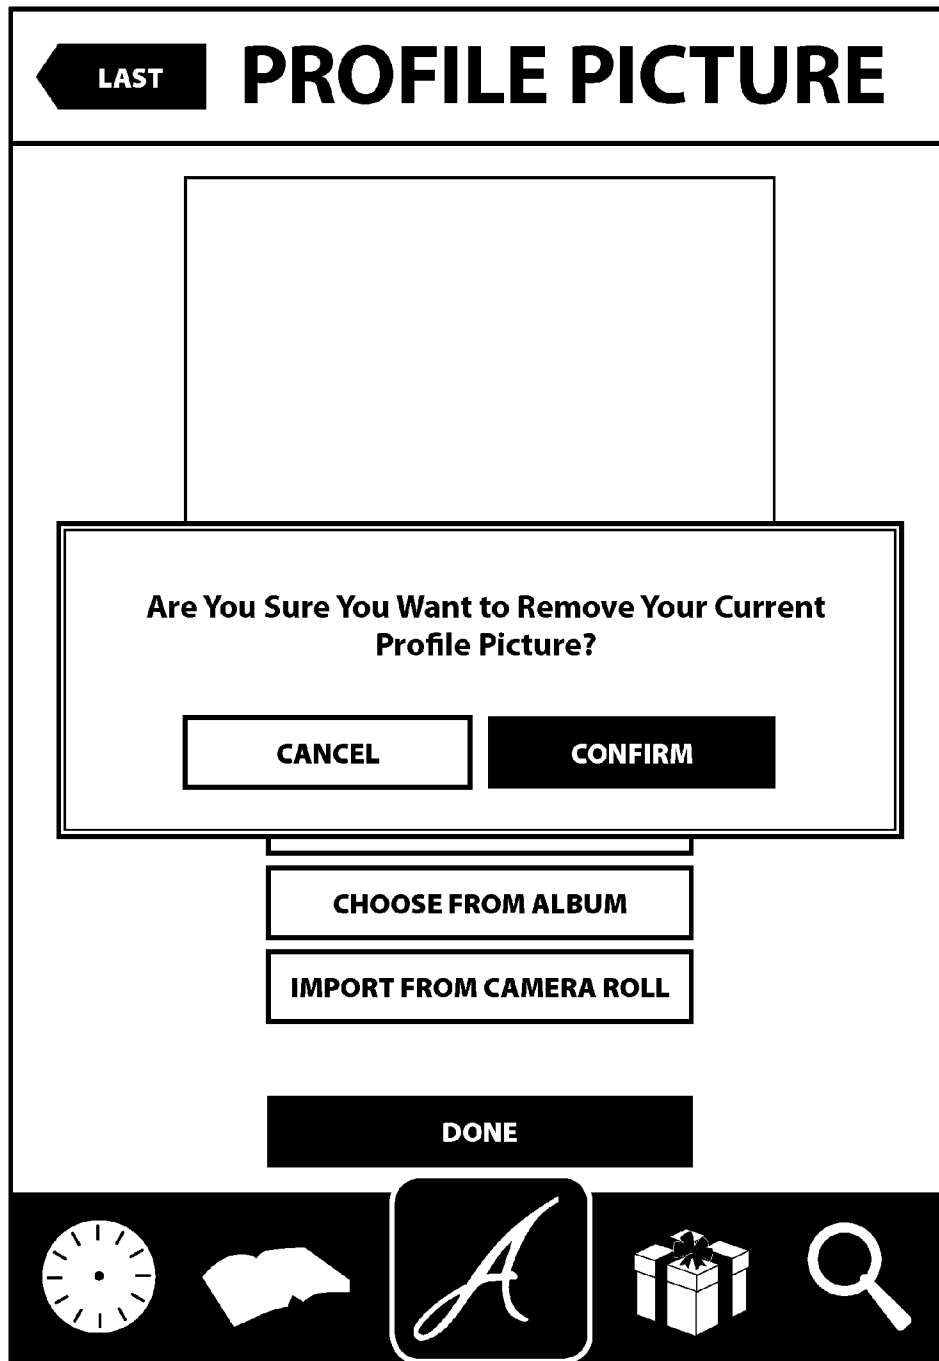 LAST
PROFILE PICTURE
Are You Sure You Want to Remove Your Current
Profile Picture?
CANCEL
CONFIRM
CHOOSE FROM ALBUM
IMPORT FROM CAMERA ROLL
DONE
A